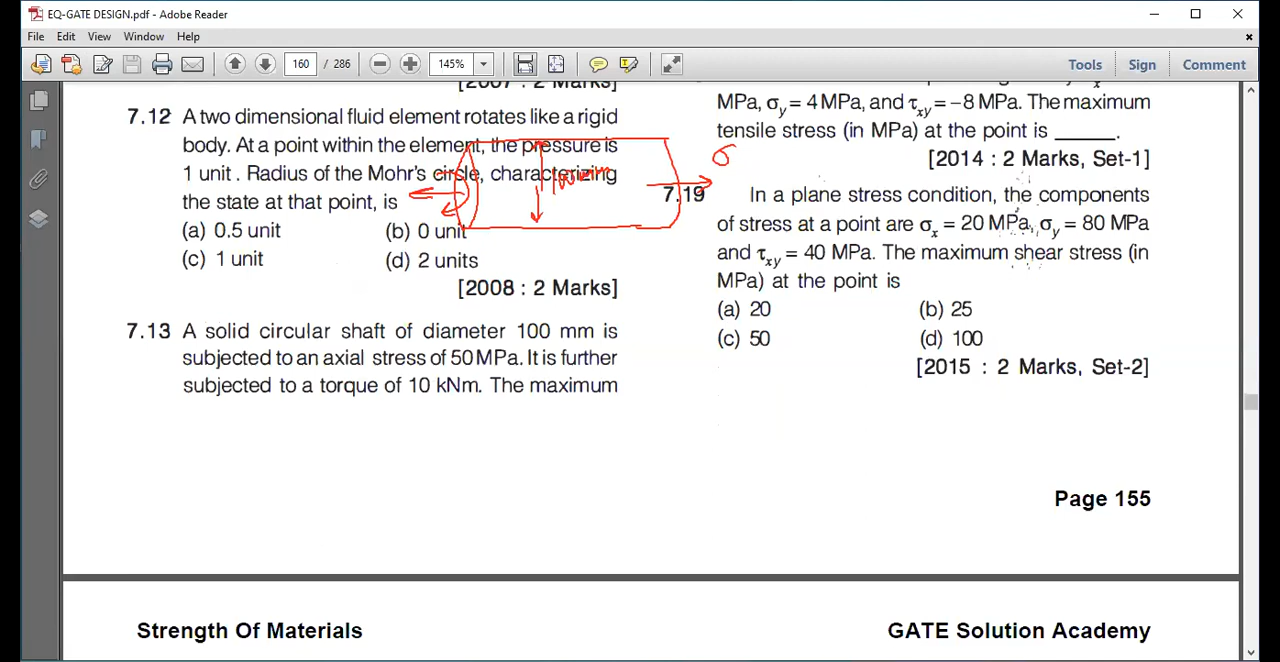 EQ-GATE DESIGN.pdf - Adobe Reader
File Edit View Window Help
160 / 286 145% Tools Sign Comment
[2007 : 2 Marks]
7.12 A two dimensional fluid element rotates like a rigid
body. At a point within the element, the pressure is
1 unit . Radius of the Mohr's circle, characterizing
the state at that point, is
(a) 0.5 unit (b) 0 unit
(c) 1 unit (d) 2 units
[2008 : 2 Marks]
100mm
σ
7.13 A solid circular shaft of diameter 100 mm is
subjected to an axial stress of 50 MPa. It is further
subjected to a torque of 10 kNm. The maximum
MPa, σy = 4 MPa, and τxy = −8 MPa. The maximum
tensile stress (in MPa) at the point is ______.
[2014 : 2 Marks, Set-1]
7.19 In a plane stress condition, the components
of stress at a point are σx = 20 MPa, σy = 80 MPa
and τxy = 40 MPa. The maximum shear stress (in
MPa) at the point is
(a) 20 (b) 25
(c) 50 (d) 100
[2015 : 2 Marks, Set-2]
Page 155
Strength Of Materials GATE Solution Academy